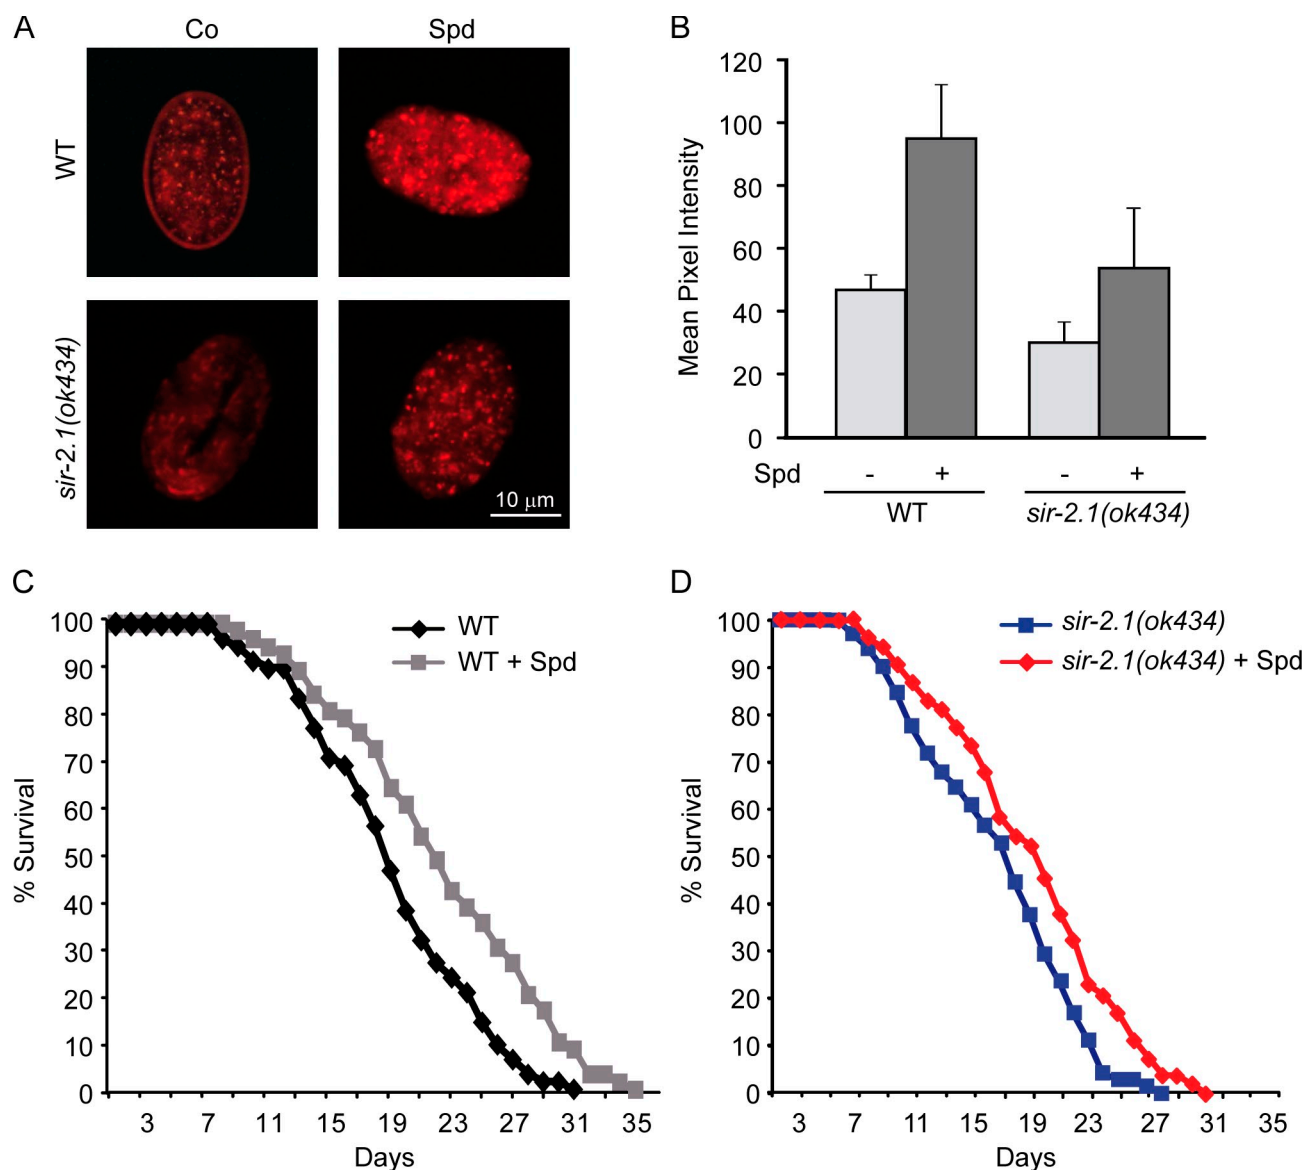 A
Co
Spd
WT
sir-2.1(ok434)
10 μm
B
120
100
80
60
40
20
0
Mean Pixel Intensity
Spd
-
+
-
+
WT
sir-2.1(ok434)
C
100
90
80
70
60
50
40
30
20
10
0
% Survival
WT
WT + Spd
3 7 11 15 19 23 27 31 35
Days
D
100
90
80
70
60
50
40
30
20
10
0
% Survival
sir-2.1(ok434)
sir-2.1(ok434) + Spd
3 7 11 15 19 23 27 31 35
Days